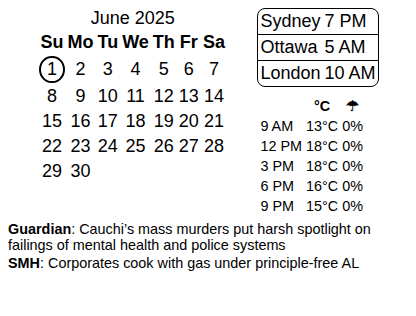 June 2025
Su Mo Tu We Th Fr Sa
1 2 3 4 5 6 7
8 9 10 11 12 13 14
15 16 17 18 19 20 21
22 23 24 25 26 27 28
29 30
Sydney 7 PM
Ottawa 5 AM
London 10 AM
°C ☂
9 AM 13°C 0%
12 PM 18°C 0%
3 PM 18°C 0%
6 PM 16°C 0%
9 PM 15°C 0%
Guardian: Cauchi’s mass murders put harsh spotlight on
failings of mental health and police systems
SMH: Corporates cook with gas under principle-free AL